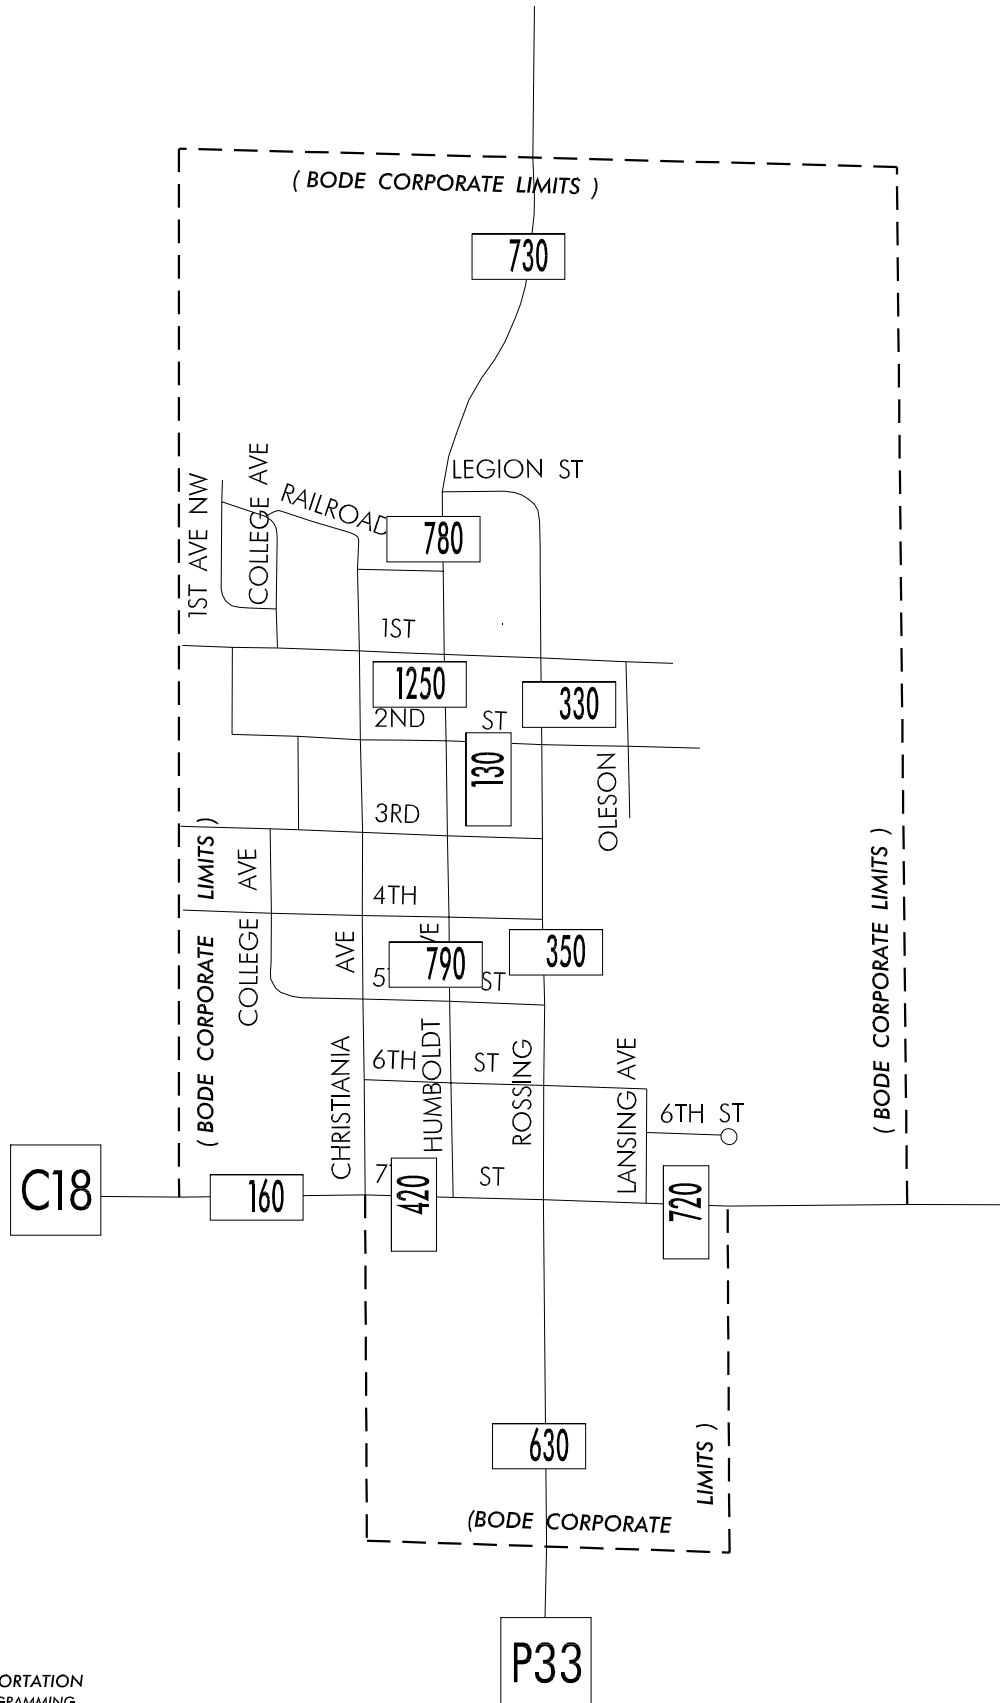 ( BODE CORPORATE LIMITS )
730
LEGION ST
COLLEGE AVE
1ST AVE NW
RAILROAD
780
1ST
1250
330
2ND ST
130
OLESON
3RD
( BODE CORPORATE LIMITS )
COLLEGE AVE
4TH
( BODE CORPORATE LIMITS )
790
350
ST
CHRISTIANIA AVE
HUMBOLDT
ROSSING
6TH ST
LANSING AVE
6TH ST
C18
160
420
ST
720
630
(BODE CORPORATE LIMITS )
P33
ORTATION
GRAMMING